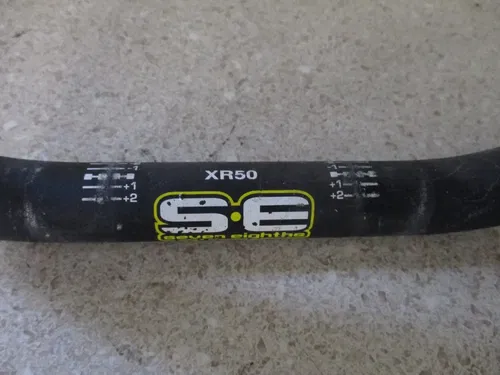 XR50
-1 -1
+1 +1
+2 +2
S·E
seven eighths